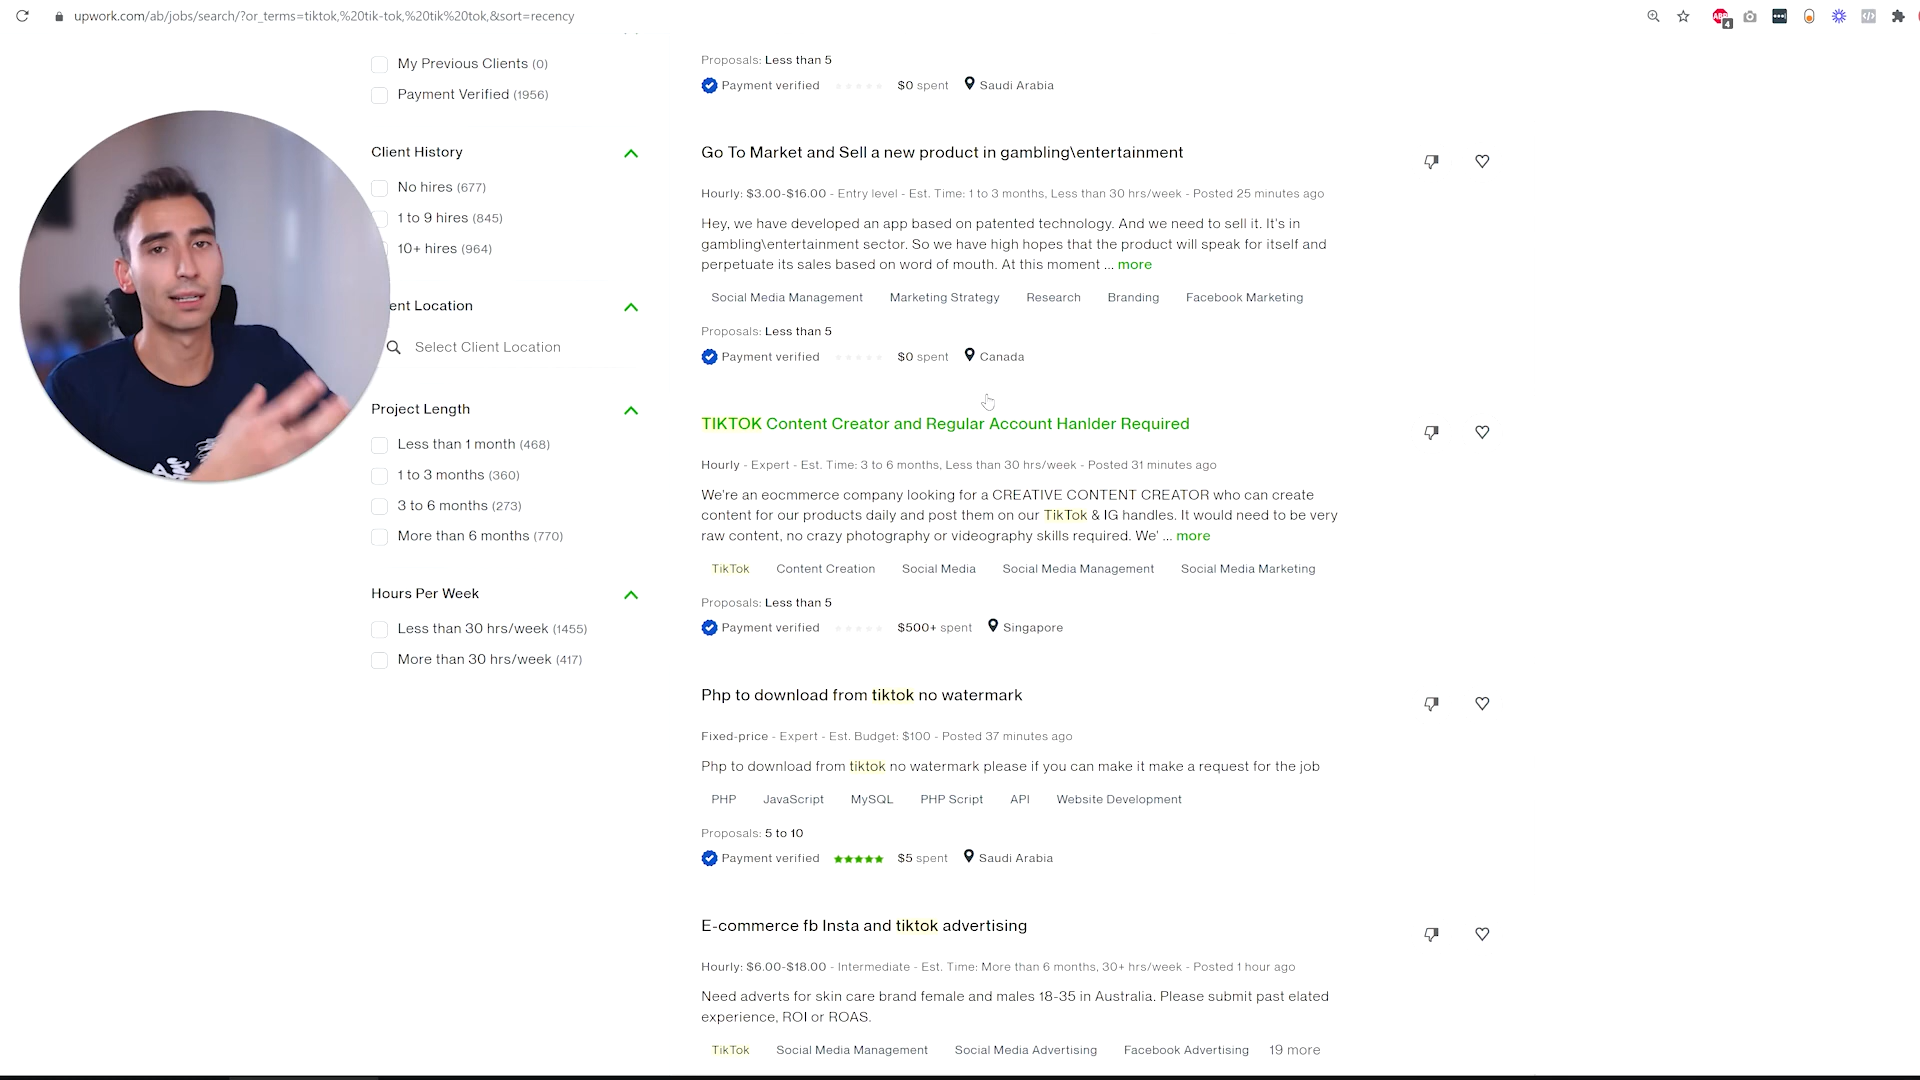 upwork.com/ab/jobs/search/?or_terms=tiktok,%20tik-tok,%20tik%20tok,&sort=recency
4
My Previous Clients (0)
Payment Verified (1956)
Client History
No hires (677)
1 to 9 hires (845)
10+ hires (964)
ent Location
Select Client Location
Project Length
Less than 1 month (468)
1 to 3 months (360)
3 to 6 months (273)
More than 6 months (770)
Hours Per Week
Less than 30 hrs/week (1455)
More than 30 hrs/week (417)
Proposals: Less than 5
Payment verified $0 spent Saudi Arabia
Go To Market and Sell a new product in gambling\entertainment
Hourly: $3.00-$16.00 - Entry level - Est. Time: 1 to 3 months, Less than 30 hrs/week - Posted 25 minutes ago
Hey, we have developed an app based on patented technology. And we need to sell it. It's in
gambling\entertainment sector. So we have high hopes that the product will speak for itself and
perpetuate its sales based on word of mouth. At this moment ... more
Social Media Management Marketing Strategy Research Branding Facebook Marketing
Proposals: Less than 5
Payment verified $0 spent Canada
TIKTOK Content Creator and Regular Account Hanlder Required
Hourly - Expert - Est. Time: 3 to 6 months, Less than 30 hrs/week - Posted 31 minutes ago
We're an eocmmerce company looking for a CREATIVE CONTENT CREATOR who can create
content for our products daily and post them on our TikTok & IG handles. It would need to be very
raw content, no crazy photography or videography skills required. We' ... more
TikTok Content Creation Social Media Social Media Management Social Media Marketing
Proposals: Less than 5
Payment verified $500+ spent Singapore
Php to download from tiktok no watermark
Fixed-price - Expert - Est. Budget: $100 - Posted 37 minutes ago
Php to download from tiktok no watermark please if you can make it make a request for the job
PHP JavaScript MySQL PHP Script API Website Development
Proposals: 5 to 10
Payment verified $5 spent Saudi Arabia
E-commerce fb Insta and tiktok advertising
Hourly: $6.00-$18.00 - Intermediate - Est. Time: More than 6 months, 30+ hrs/week - Posted 1 hour ago
Need adverts for skin care brand female and males 18-35 in Australia. Please submit past elated
experience, ROI or ROAS.
TikTok Social Media Management Social Media Advertising Facebook Advertising 19 more